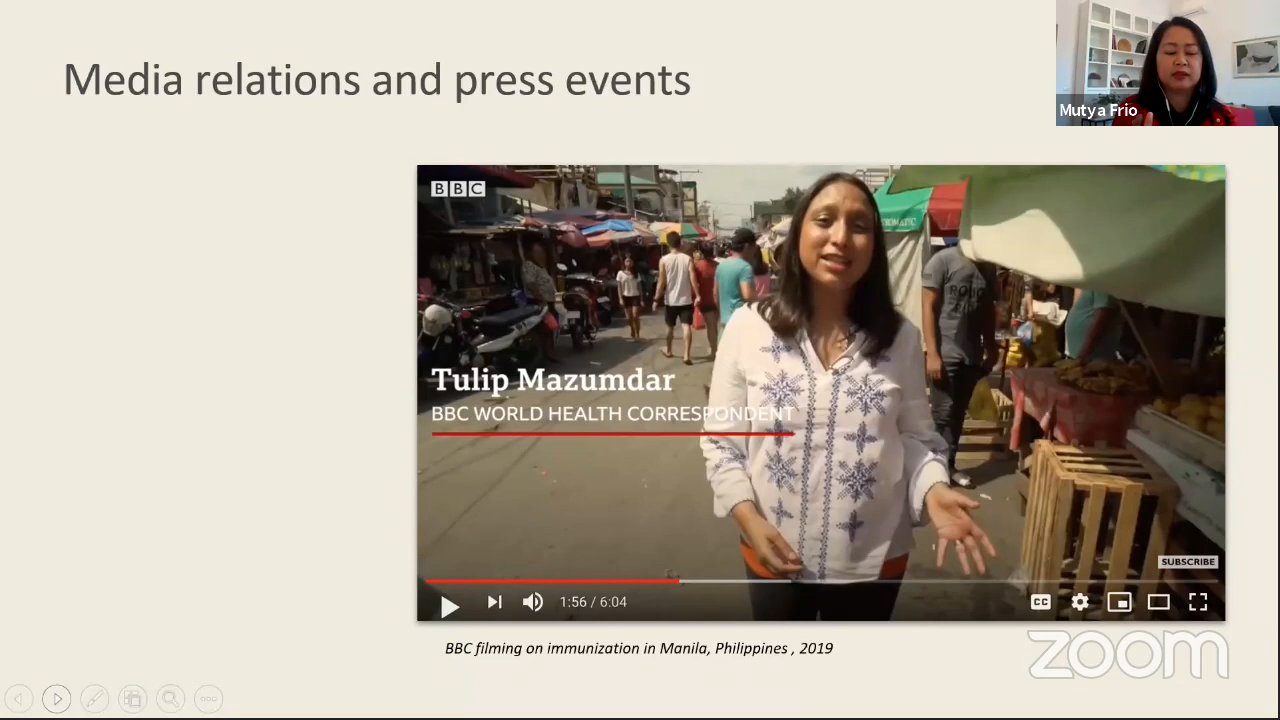 Media relations and press events
Mutya Frio
BBC
Tulip Mazumdar
BBC WORLD HEALTH CORRESPONDENT
SUBSCRIBE
1:56 / 6:04
CC
BBC filming on immunization in Manila, Philippines , 2019
zoom